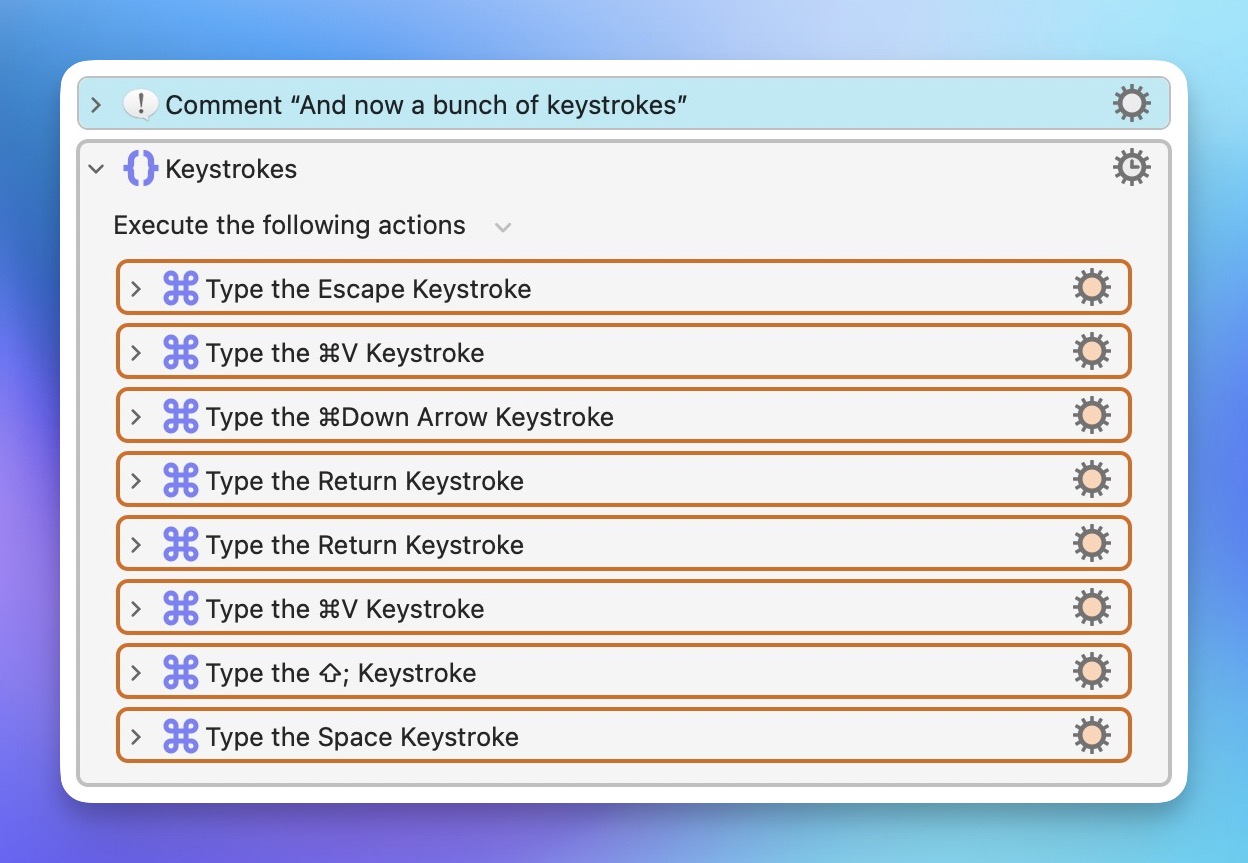 Comment “And now a bunch of keystrokes”
Keystrokes
Execute the following actions
Type the Escape Keystroke
Type the ⌘V Keystroke
Type the ⌘Down Arrow Keystroke
Type the Return Keystroke
Type the Return Keystroke
Type the ⌘V Keystroke
Type the ⇧; Keystroke
Type the Space Keystroke